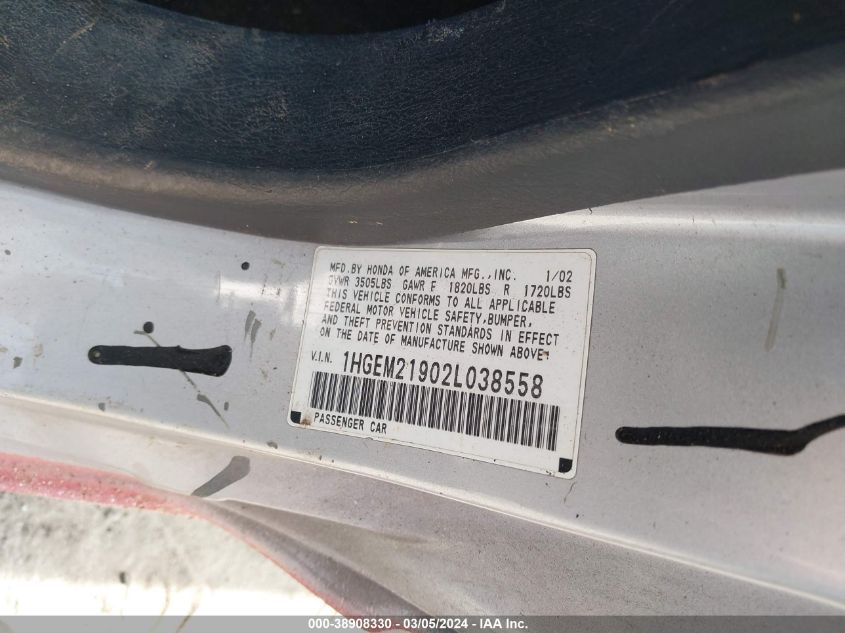 MFD.BY HONDA OF AMERICA MFG.,INC. 1/02
GVWR 3505LBS GAWR F 1820LBS R 1720LBS
THIS VEHICLE CONFORMS TO ALL APPLICABLE
FEDERAL MOTOR VEHICLE SAFETY,BUMPER,
AND THEFT PREVENTION STANDARDS IN EFFECT
ON THE DATE OF MANUFACTURE SHOWN ABOVE.
V.I.N. 1HGEM21902L038558
PASSENGER CAR
000-38908330 - 03/05/2024 - IAA Inc.